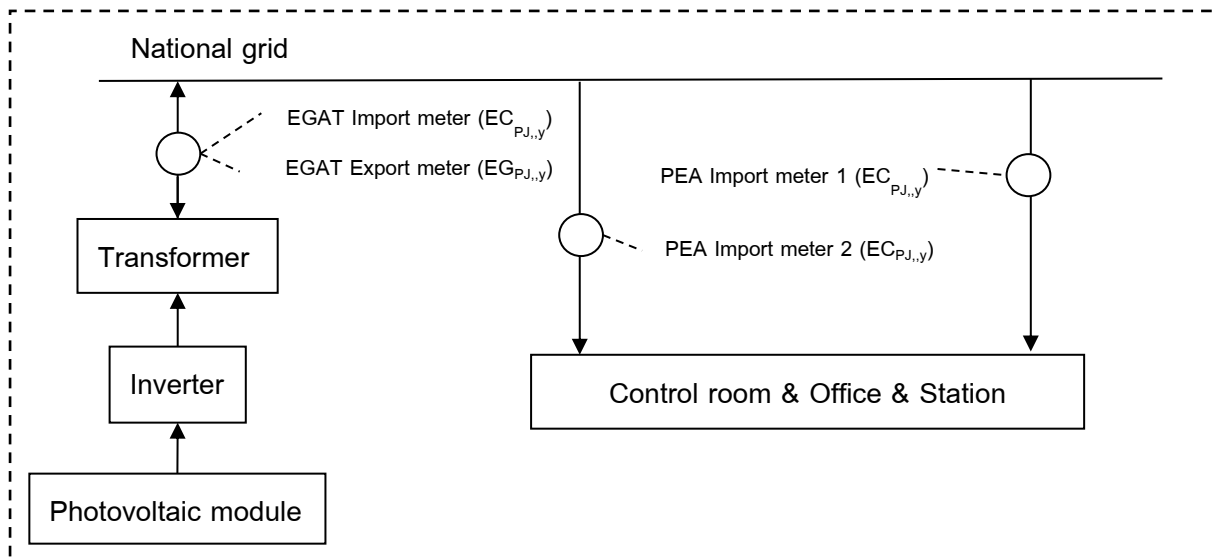 National grid
EGAT Import meter (EC_PJ,,y)
EGAT Export meter (EG_PJ,,y)
PEA Import meter 1 (EC_PJ,,y)
PEA Import meter 2 (EC_PJ,,y)
Transformer
Inverter
Control room & Office & Station
Photovoltaic module